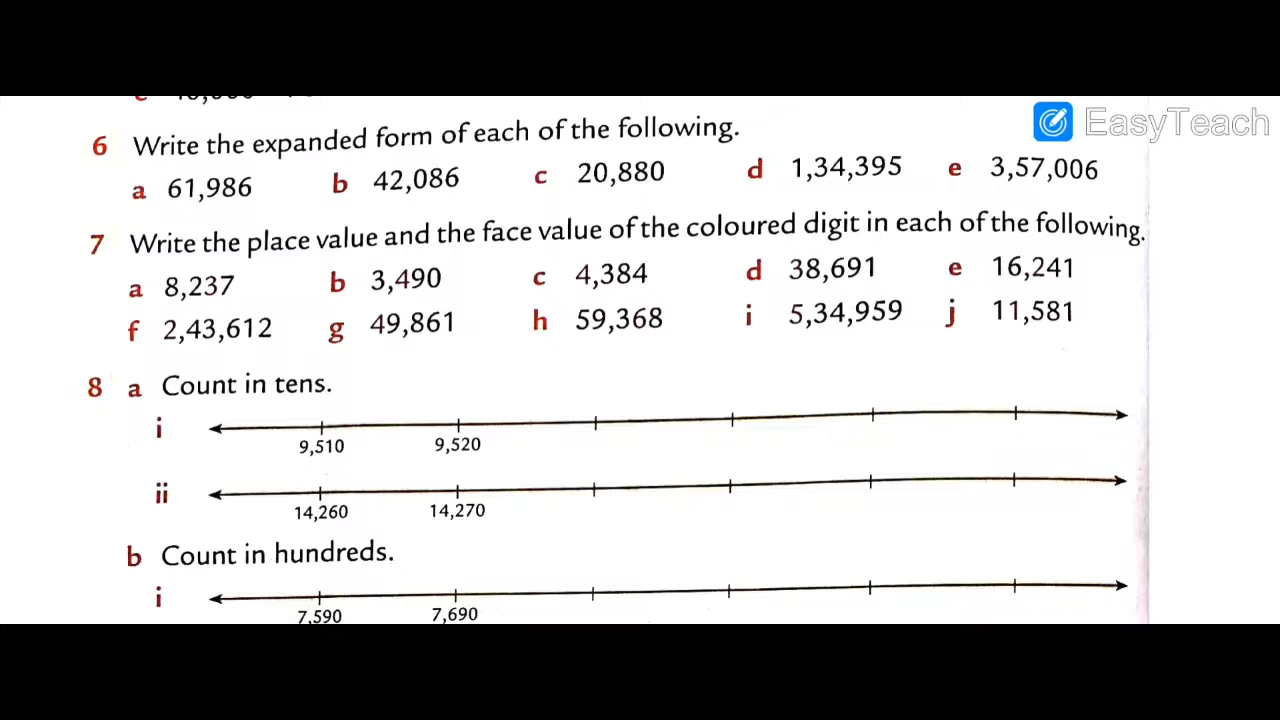 EasyTeach
6 Write the expanded form of each of the following.
a 61,986 b 42,086 c 20,880 d 1,34,395 e 3,57,006
7 Write the place value and the face value of the coloured digit in each of the following.
a 8,237 b 3,490 c 4,384 d 38,691 e 16,241
f 2,43,612 g 49,861 h 59,368 i 5,34,959 j 11,581
8 a Count in tens.
i
9,510 9,520
ii
14,260 14,270
b Count in hundreds.
i
7,590 7,690